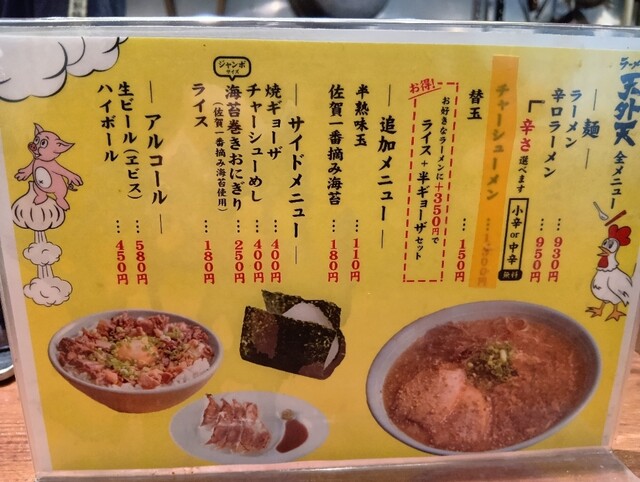 ラーメン
天外天 全メニュー
― 麺 ―
ラーメン … 930円
辛口ラーメン … 950円
辛さ 選べます 小辛 or 中辛 無料
チャーシューメン …
替玉 … 150円
お得!
お好きなラーメンに+350円で
ライス+半ギョーザセット
― 追加メニュー ―
半熟味玉 … 110円
佐賀一番摘み海苔 … 180円
― サイドメニュー ―
焼ギョーザ … 400円
チャーシューめし … 400円
ジャンボサイズ
海苔巻きおにぎり … 250円
(佐賀一番摘み海苔使用)
ライス … 180円
― アルコール ―
生ビール(ヱビス) … 580円
ハイボール … 450円